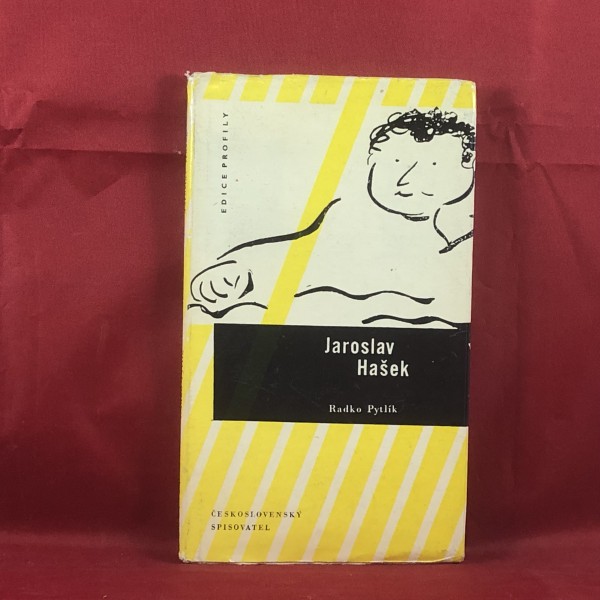 EDICE PROFILY
Jaroslav
Hašek
Radko Pytlík
ČESKOSLOVENSKÝ
SPISOVATEL